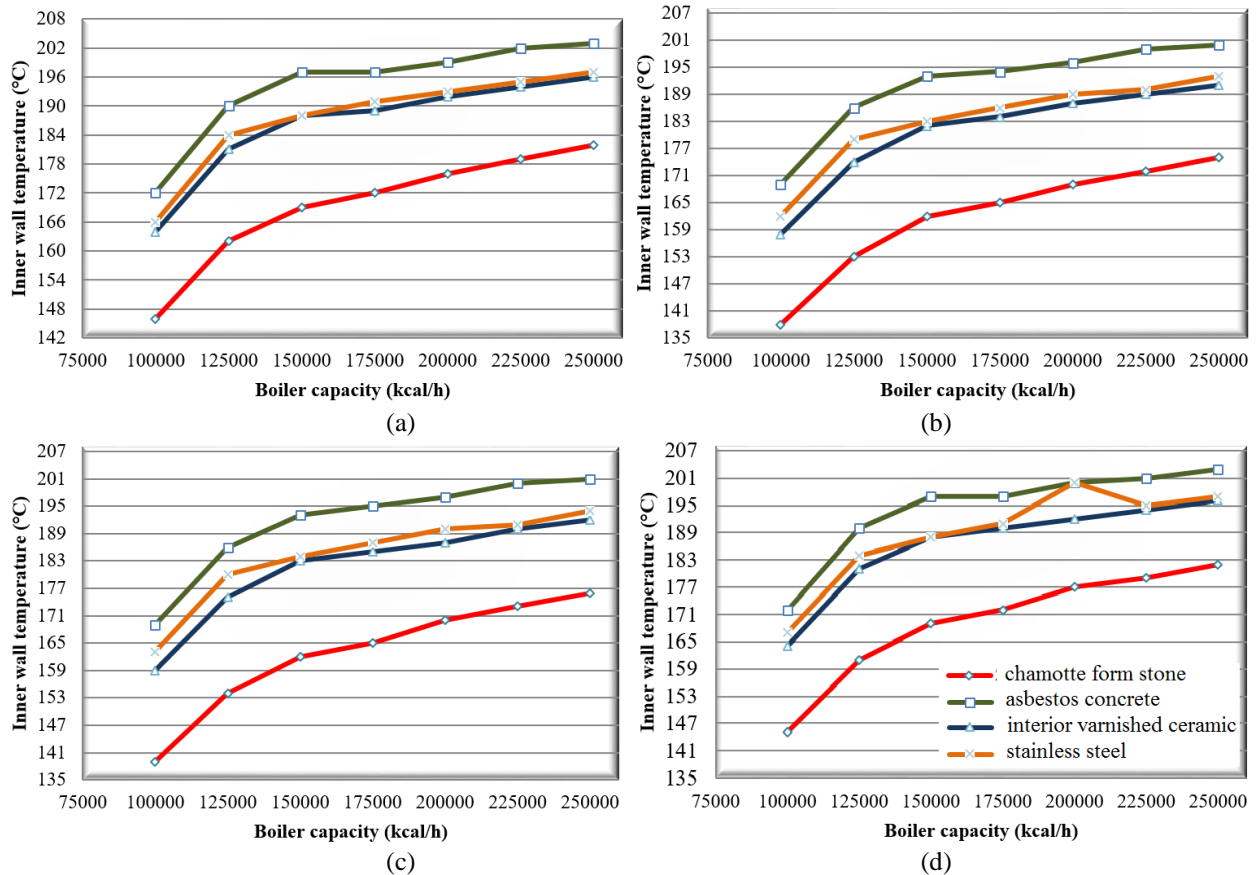 208
202
196
190
184
178
172
166
160
154
148
142
Inner wall temperature (°C)
75000 100000 125000 150000 175000 200000 225000 250000
Boiler capacity (kcal/h)
(a)
207
201
195
189
183
177
171
165
159
153
147
141
135
Inner wall temperature (°C)
75000 100000 125000 150000 175000 200000 225000 250000
Boiler capacity (kcal/h)
(b)
207
201
195
189
183
177
171
165
159
153
147
141
135
Inner wall temperature (°C)
75000 100000 125000 150000 175000 200000 225000 250000
Boiler capacity (kcal/h)
(c)
207
201
195
189
183
177
171
165
159
153
147
141
135
Inner wall temperature (°C)
chamotte form stone
asbestos concrete
interior varnished ceramic
stainless steel
75000 100000 125000 150000 175000 200000 225000 250000
Boiler capacity (kcal/h)
(d)